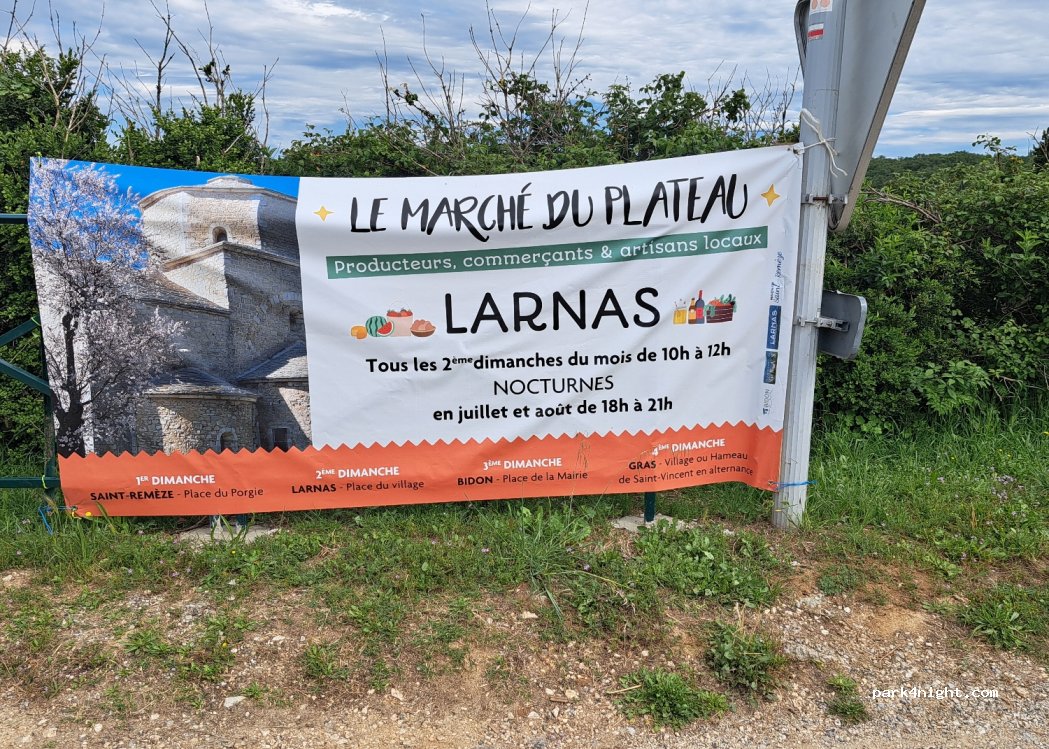 LE MARCHÉ DU PLATEAU
Producteurs, commerçants & artisans locaux
LARNAS
Tous les 2ème dimanches du mois de 10h à 12h
NOCTURNES
en juillet et août de 18h à 21h
1ER DIMANCHE
SAINT-REMÈZE - Place du Porgie
2ÈME DIMANCHE
LARNAS - Place du village
3ÈME DIMANCHE
BIDON - Place de la Mairie
4ÈME DIMANCHE
GRAS - Village ou Hameau
de Saint-Vincent en alternance
LARNAS
BIDON
park4night.com